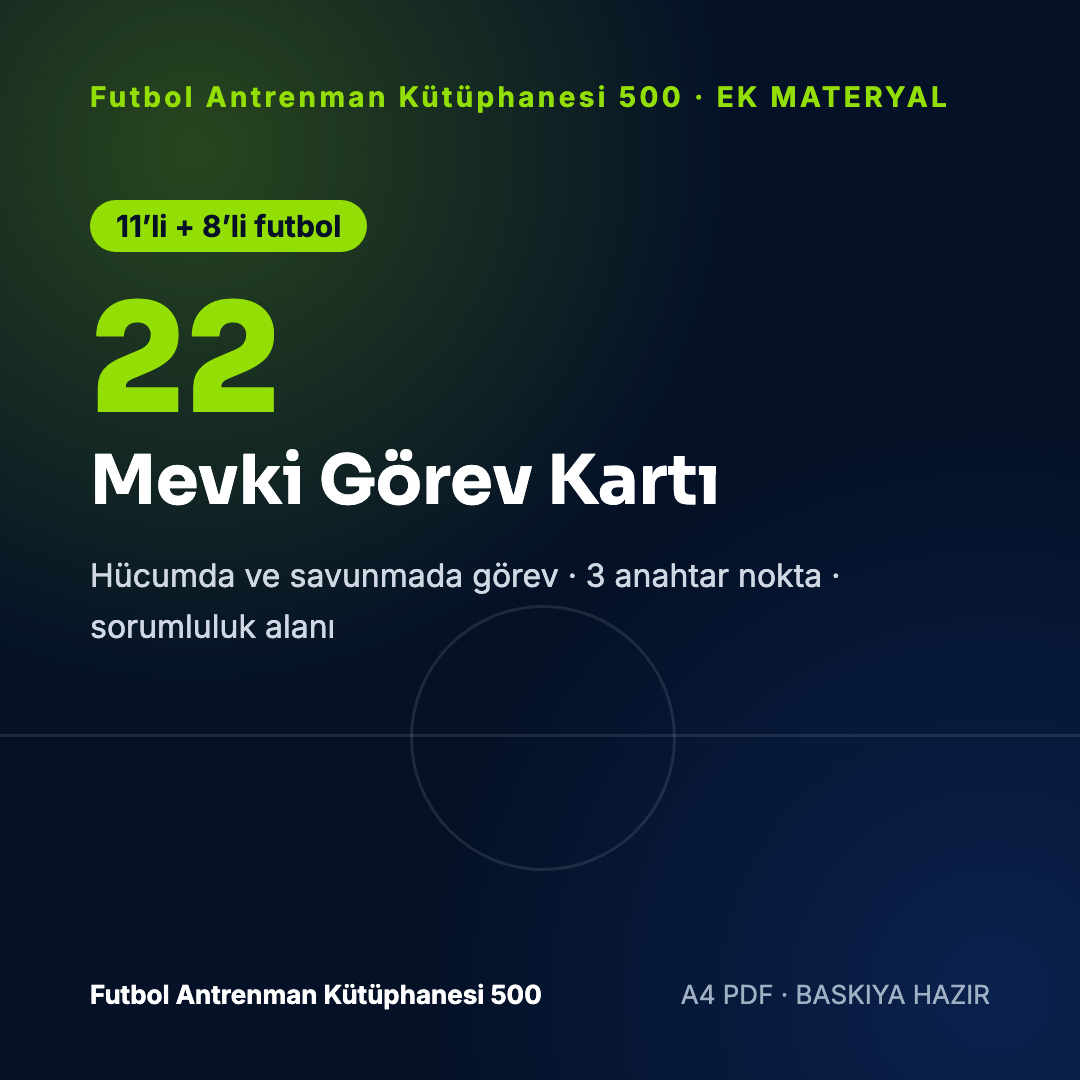 Futbol Antrenman Kütüphanesi 500 · EK MATERYAL
11’li + 8’li futbol
22
Mevki Görev Kartı
Hücumda ve savunmada görev · 3 anahtar nokta ·
sorumluluk alanı
Futbol Antrenman Kütüphanesi 500
A4 PDF · BASKIYA HAZIR